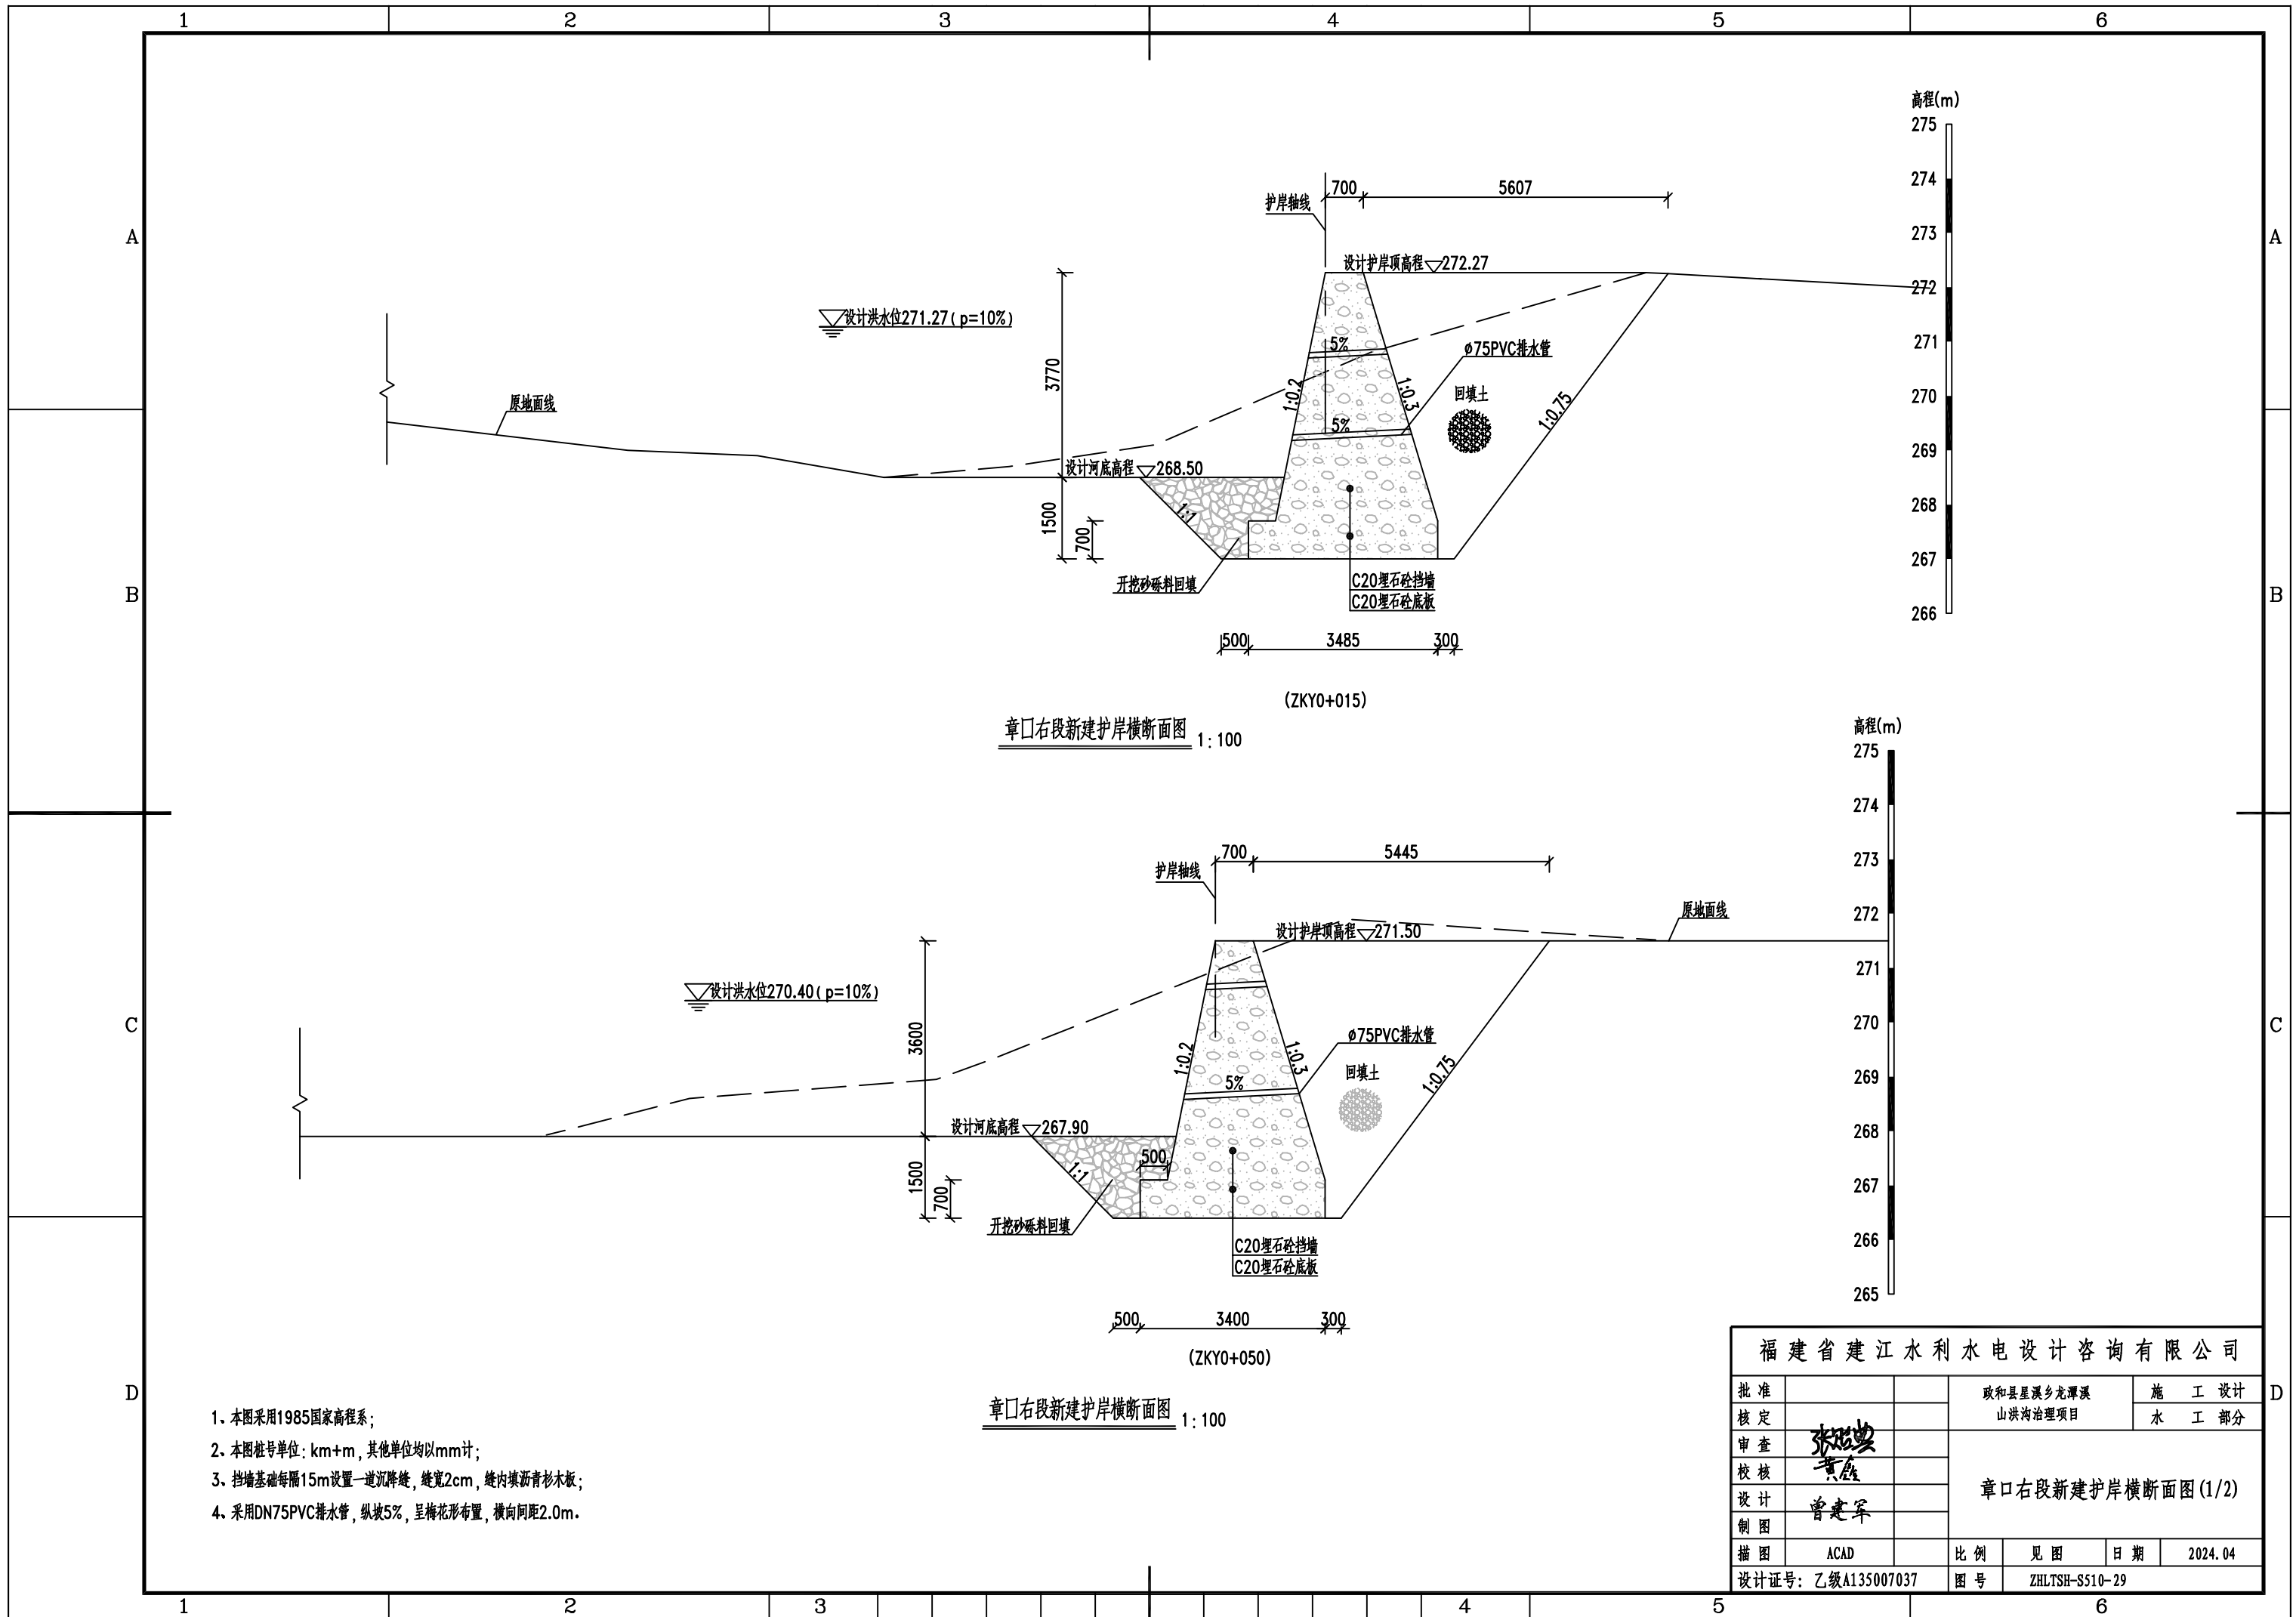 1 2 3 4 5 6
A A
B B
C C
D D
高程(m)
275
274
273
272
271
270
269
268
267
266
700
5607
护岸轴线
设计护岸顶高程 272.27
设计洪水位271.27(p=10%)
3770
5%
φ75PVC排水管
1:0.2
1:0.3
回填土
1:0.75
原地面线
5%
设计河底高程 268.50
1500
700
1:1
开挖砂砾料回填
C20埋石砼挡墙
C20埋石砼底板
500
3485
300
(ZKY0+015)
章口右段新建护岸横断面图 1:100
高程(m)
275
274
273
272
271
270
269
268
267
266
265
700
5445
护岸轴线
原地面线
设计护岸顶高程 271.50
设计洪水位270.40(p=10%)
3600
φ75PVC排水管
1:0.2
1:0.3
回填土
1:0.75
5%
设计河底高程 267.90
500
1500
700
1:1
开挖砂砾料回填
C20埋石砼挡墙
C20埋石砼底板
500
3400
300
(ZKY0+050)
章口右段新建护岸横断面图 1:100
1、本图采用1985国家高程系;
2、本图桩号单位:km+m,其他单位均以mm计;
3、挡墙基础每隔15m设置一道沉降缝,缝宽2cm,缝内填沥青杉木板;
4、采用DN75PVC排水管,纵坡5%,呈梅花形布置,横向间距2.0m。
福建省建江水利水电设计咨询有限公司
批准
核定
审查
校核 黄鑫
设计 曾建军
制图
描图 ACAD
政和县星溪乡龙潭溪
山洪沟治理项目
施工 设计
水工 部分
章口右段新建护岸横断面图(1/2)
比例 见图 日期 2024.04
设计证号: 乙级A135007037 图号 ZHLTSH-S510-29
1 2 3 4 5 6